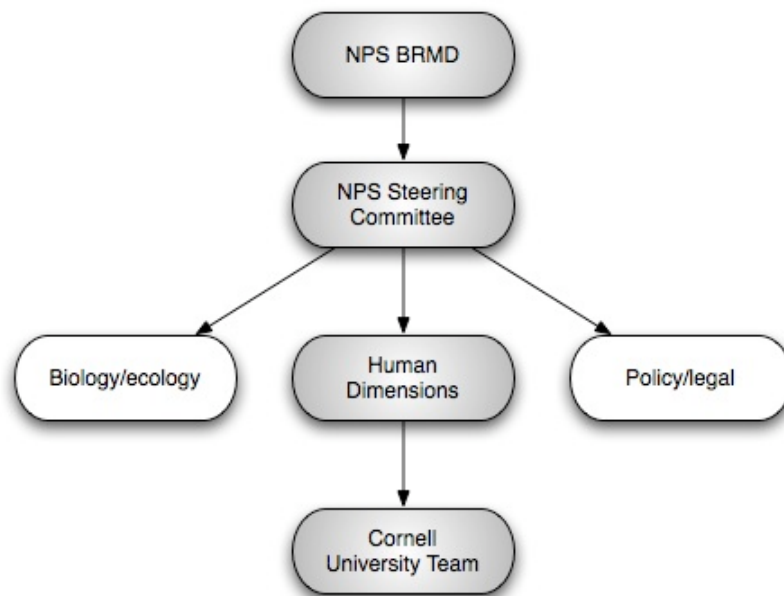 NPS BRMD
NPS Steering
Committee
Biology/ecology
Human
Dimensions
Policy/legal
Cornell
University Team